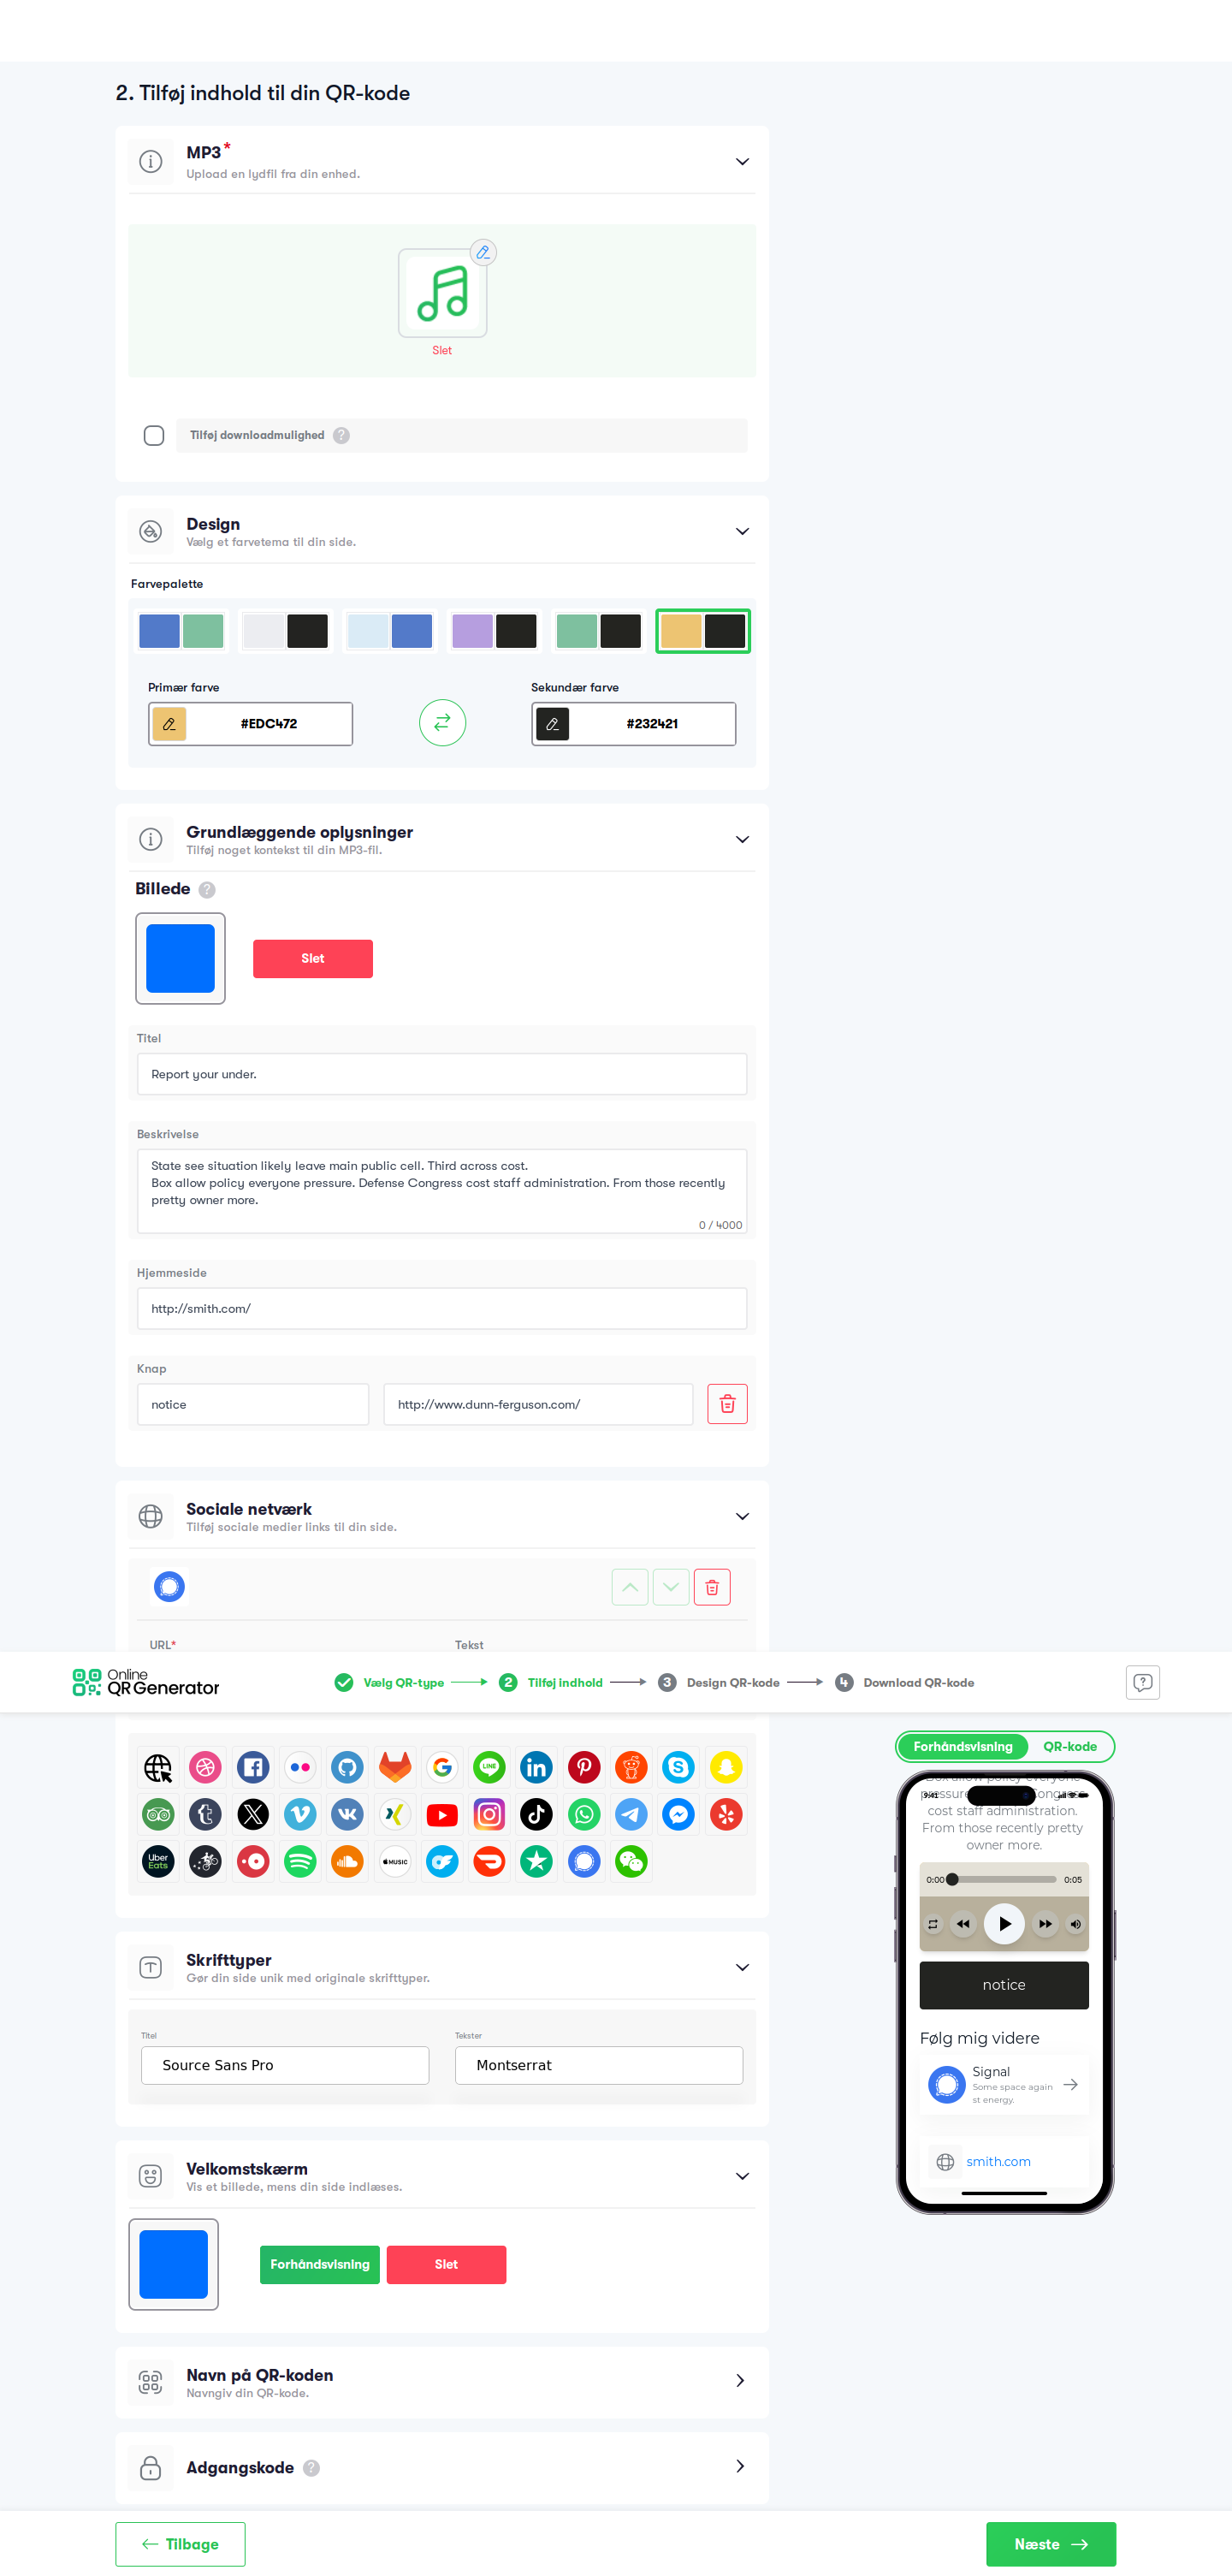 2. Tilføj indhold til din QR-kode
MP3*
Upload en lydfil fra din enhed.
Slet
Tilføj downloadmulighed ?
Design
Vælg et farvetema til din side.
Farvepalette
Primær farve
Sekundær farve
#EDC472
#232421
Grundlæggende oplysninger
Tilføj noget kontekst til din MP3-fil.
Billede ?
Slet
Titel
Report your under.
Beskrivelse
State see situation likely leave main public cell. Third across cost.
Box allow policy everyone pressure. Defense Congress cost staff administration. From those recently
pretty owner more.
0 / 4000
Hjemmeside
http://smith.com/
Knap
notice
http://www.dunn-ferguson.com/
Sociale netværk
Tilføj sociale medier links til din side.
URL*
Tekst
Online
QR Generator
Vælg QR-type
2 Tilføj indhold
3 Design QR-kode
4 Download QR-kode
LINE
Uber
Eats
MUSIC
Skrifttyper
Gør din side unik med originale skrifttyper.
Titel
Tekster
Source Sans Pro
Montserrat
Velkomstskærm
Vis et billede, mens din side indlæses.
Forhåndsvisning
Slet
Navn på QR-koden
Navngiv din QR-kode.
Adgangskode ?
Forhåndsvisning
QR-kode
Box allow policy everyone
cost staff administration.
From those recently pretty
owner more.
0:00
0:05
notice
Følg mig videre
Signal
Some space again
st energy.
smith.com
Tilbage
Næste